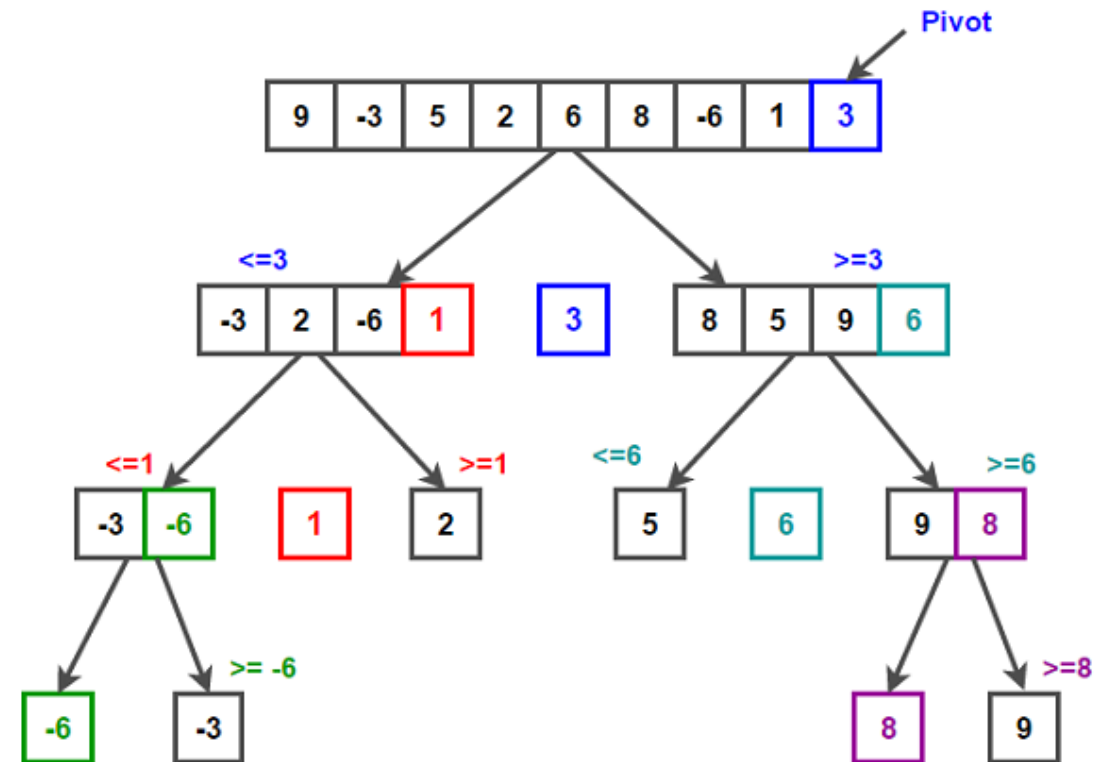 Pivot
9 -3 5 2 6 8 -6 1 3
<=3 >=3
-3 2 -6 1 3 8 5 9 6
<=1 >=1 <=6 >=6
-3 -6 1 2 5 6 9 8
>= -6 >=8
-6 -3 8 9